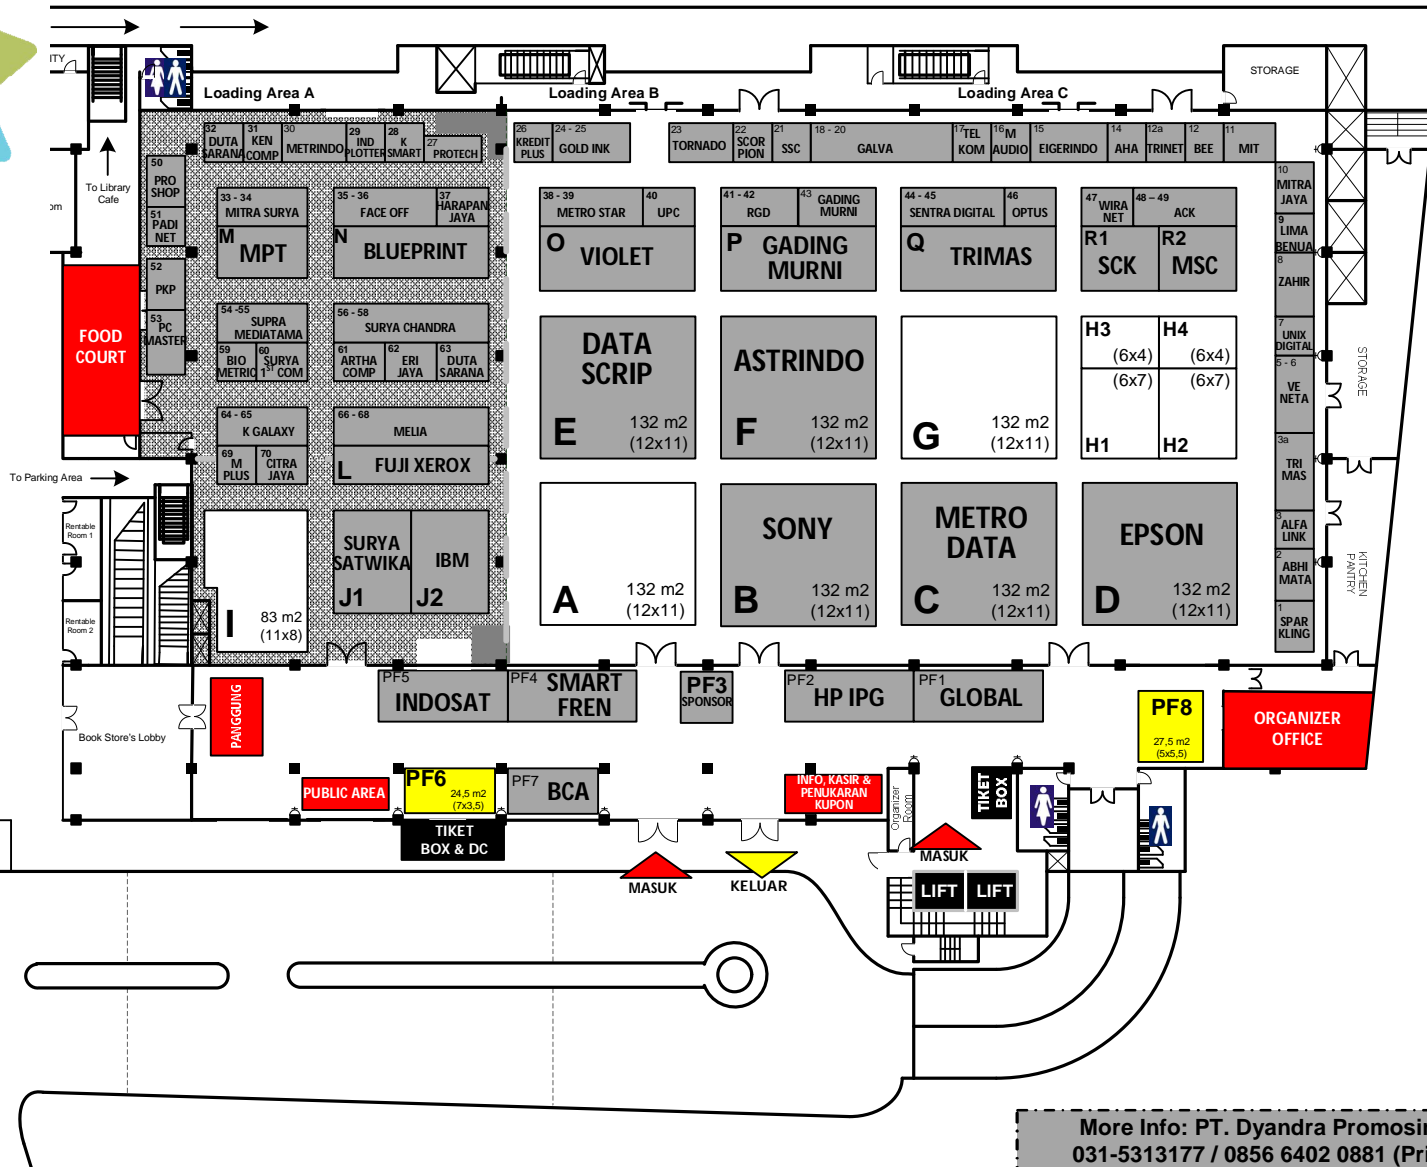 ITY
STORAGE
Loading Area A
Loading Area B
Loading Area C
To Library
Cafe
om
32
DUTA
SARANA
31
KEN
COMP
30
METRINDO
29
IND
PLOTTER
28
K
SMART
27
PROTECH
26
KREDIT
PLUS
24 - 25
GOLD INK
23
TORNADO
22
SCOR
PION
21
SSC
18 - 20
GALVA
17
TEL
KOM
16
M
AUDIO
15
EIGERINDO
14
AHA
12a
TRINET
12
BEE
11
MIT
50
PRO
SHOP
51
PADI
NET
52
PKP
53
PC
MASTER
33 - 34
MITRA SURYA
M
MPT
35 - 36
FACE OFF
37
HARAPAN
JAYA
N
BLUEPRINT
38 - 39
METRO STAR
40
UPC
O
VIOLET
41 - 42
RGD
43
GADING
MURNI
P
GADING
MURNI
44 - 45
SENTRA DIGITAL
46
OPTUS
Q
TRIMAS
47
WIRA
NET
48 – 49
ACK
R1
SCK
R2
MSC
10
MITRA
JAYA
9
LIMA
BENUA
8
ZAHIR
7
UNIX
DIGITAL
5 - 6
VE
NETA
3a
TRI
MAS
3
ALFA
LINK
2
ABHI
MATA
1
SPAR
KLING
FOOD
COURT
54 -55
SUPRA
MEDIATAMA
59
BIO
METRIC
60
SURYA
1ST COM
56 - 58
SURYA CHANDRA
61
ARTHA
COMP
62
ERI
JAYA
63
DUTA
SARANA
DATA
SCRIP
E
132 m2
(12x11)
ASTRINDO
F
132 m2
(12x11)
G
132 m2
(12x11)
H3
(6x4)
H4
(6x4)
(6x7)
H1
(6x7)
H2
STORAGE
64 - 65
K GALAXY
69
M
PLUS
70
CITRA
JAYA
66 - 68
MELIA
L
FUJI XEROX
To Parking Area
Rentable
Room 1
Rentable
Room 2
I
83 m2
(11x8)
SURYA
SATWIKA
J1
IBM
J2
A
132 m2
(12x11)
SONY
B
132 m2
(12x11)
METRO
DATA
C
132 m2
(12x11)
EPSON
D
132 m2
(12x11)
KITCHEN
PANTRY
PF5
INDOSAT
PF4
SMART
FREN
PF3
SPONSOR
PF2
HP IPG
PF1
GLOBAL
PF8
27,5 m2
(5x5,5)
ORGANIZER
OFFICE
Book Store's Lobby
PANGGUNG
PUBLIC AREA
PF6
24,5 m2
(7x3,5)
PF7
BCA
INFO, KASIR &
PENUKARAN
KUPON
Organizer
Room
TIKET
BOX
TIKET
BOX & DC
MASUK
KELUAR
MASUK
LIFT
LIFT
More Info: PT. Dyandra Promosin
031-5313177 / 0856 6402 0881 (Pri